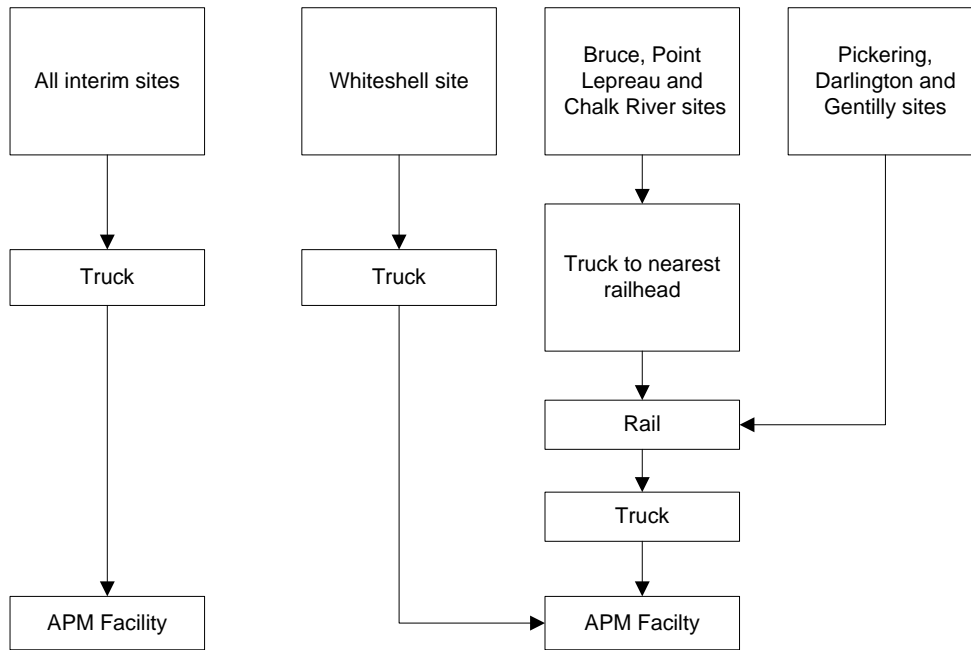 All interim sites
Whiteshell site
Bruce, Point
Lepreau and
Chalk River sites
Pickering,
Darlington and
Gentilly sites
Truck
Truck
Truck to nearest
railhead
Rail
Truck
APM Facility
APM Facilty